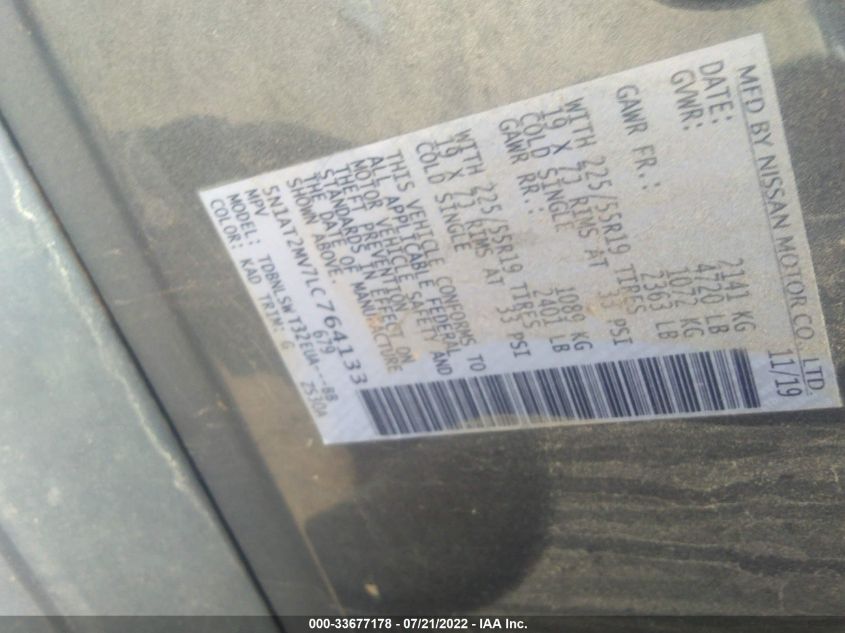 MFD BY NISSAN MOTOR CO., LTD.
DATE: 11/19
GVWR: 2141 KG
4720 LB
GAWR FR.: 1072 KG
2363 LB
WITH 225/55R19 TIRES
19 X 7J RIMS AT 33 PSI
COLD SINGLE
GAWR RR.: 1089 KG
2401 LB
WITH 225/55R19 TIRES
19 X 7J RIMS AT 33 PSI
COLD SINGLE
THIS VEHICLE CONFORMS TO
ALL APPLICABLE FEDERAL
MOTOR VEHICLE SAFETY AND
THEFT PREVENTION
STANDARDS IN EFFECT ON
THE DATE OF MANUFACTURE
SHOWN ABOVE.
5N1AT2MV7LC764133
MPV 679
MODEL: TDBNLSWT32EUA---BB
COLOR: KAD TRIM: G
000-33677178 - 07/21/2022 - IAA Inc.